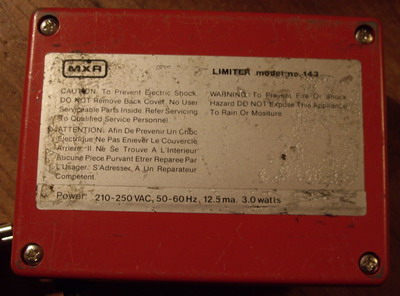 MXR
LIMITER model no. 143
CAUTION: To Prevent Electric Shock
DO NOT Remove Back Cover. No User
Serviceable Parts Inside. Refer Servicing
To Qualified Service Personnel.
WARNING: To Prevent Fire Or Shock
Hazard DO NOT Expose This Appliance
To Rain Or Moisture.
ATTENTION: Afin De Prevenir Un Choc
Electrique Ne Pas Enlever Le Couvercle
Arriere. Il Ne Se Trouve A L'Interieur
Aucune Piece Purvant Etrer Reparee Par
L'Usager. S'Adresser, A Un Reparateur
Competent.
Power: 210-250 VAC, 50-60Hz, 12.5 ma. 3.0 watts